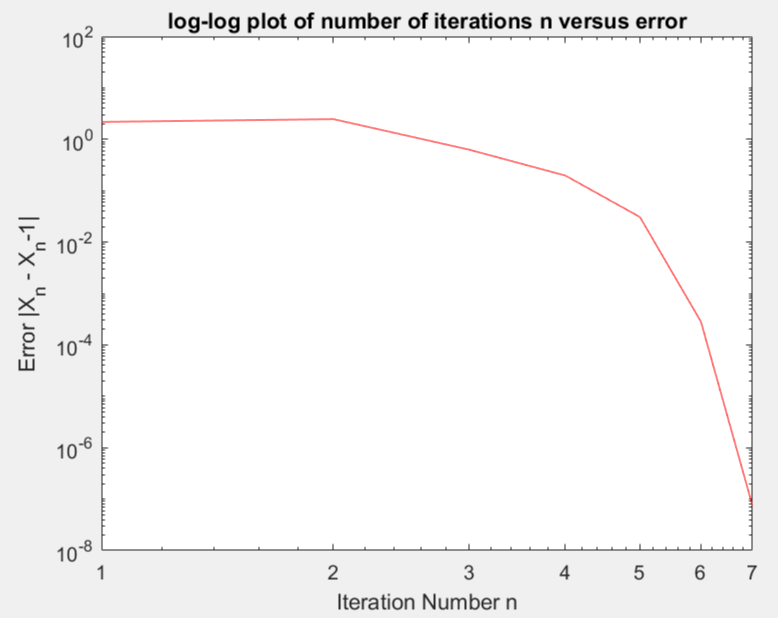 log-log plot of number of iterations n versus error
10^2
10^0
10^-2
10^-4
10^-6
10^-8
Error |X_n - X_n-1|
1 2 3 4 5 6 7
Iteration Number n